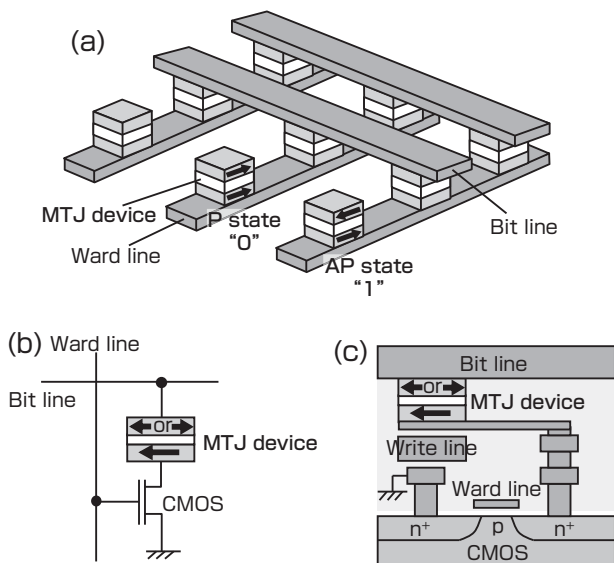 (a)
MTJ device
Ward line
P state
“0”
AP state
“1”
Bit line
(b)
Ward line
Bit line
or
MTJ device
CMOS
(c)
Bit line
or
MTJ device
Write line
Ward line
n⁺
p
n⁺
CMOS